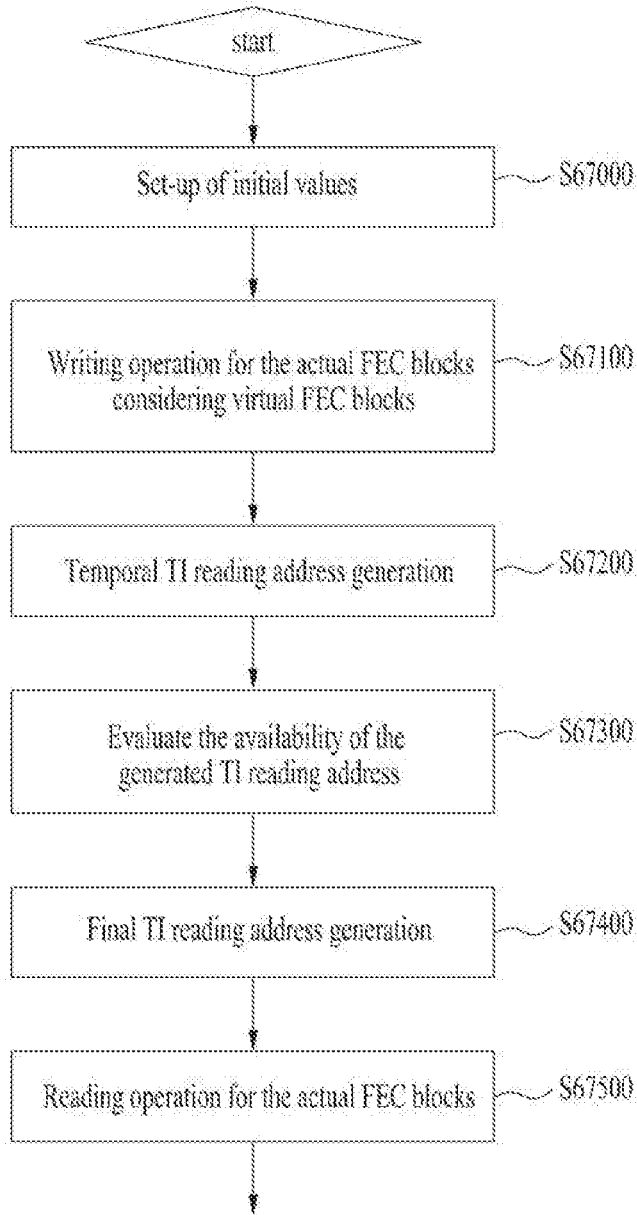 start
Set-up of initial values
S67000
Writing operation for the actual FEC blocks
considering virtual FEC blocks
S67100
Temporal TI reading address generation
S67200
Evaluate the availability of the
generated TI reading address
S67300
Final TI reading address generation
S67400
Reading operation for the actual FEC blocks
S67500